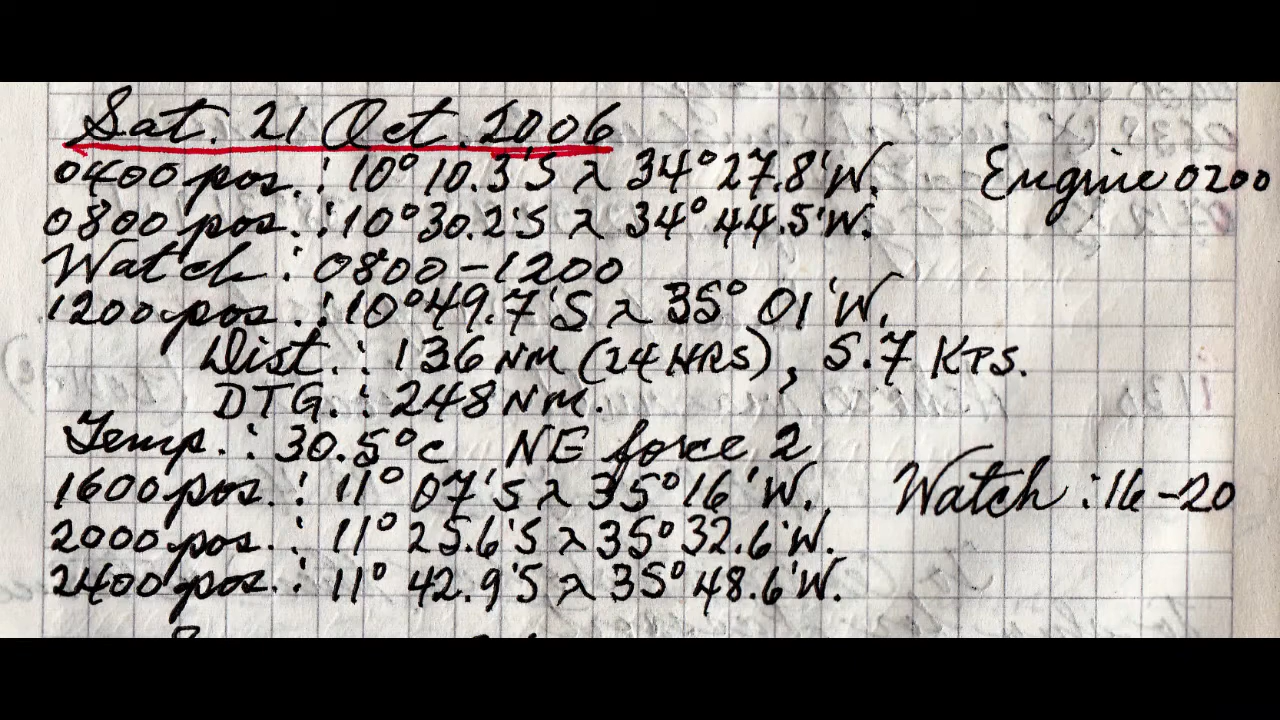 Sat. 21 Oct. 2006
0400 pos.: 10° 10.3'S λ 34° 27.8'W. Engine 0200
0800 pos.: 10° 30.2'S λ 34° 44.5'W.
Watch: 0800-1200
1200 pos.: 10° 49.7'S λ 35° 01'W.
Dist.: 136 NM (24 HRS), 5.7 KTS.
DTG.: 248 NM.
Temp.: 30.5°c NE force 2
1600 pos.: 11° 07'S λ 35° 16'W. Watch: 16-20
2000 pos.: 11° 25.6'S λ 35° 32.6'W.
2400 pos.: 11° 42.9'S λ 35° 48.6'W.